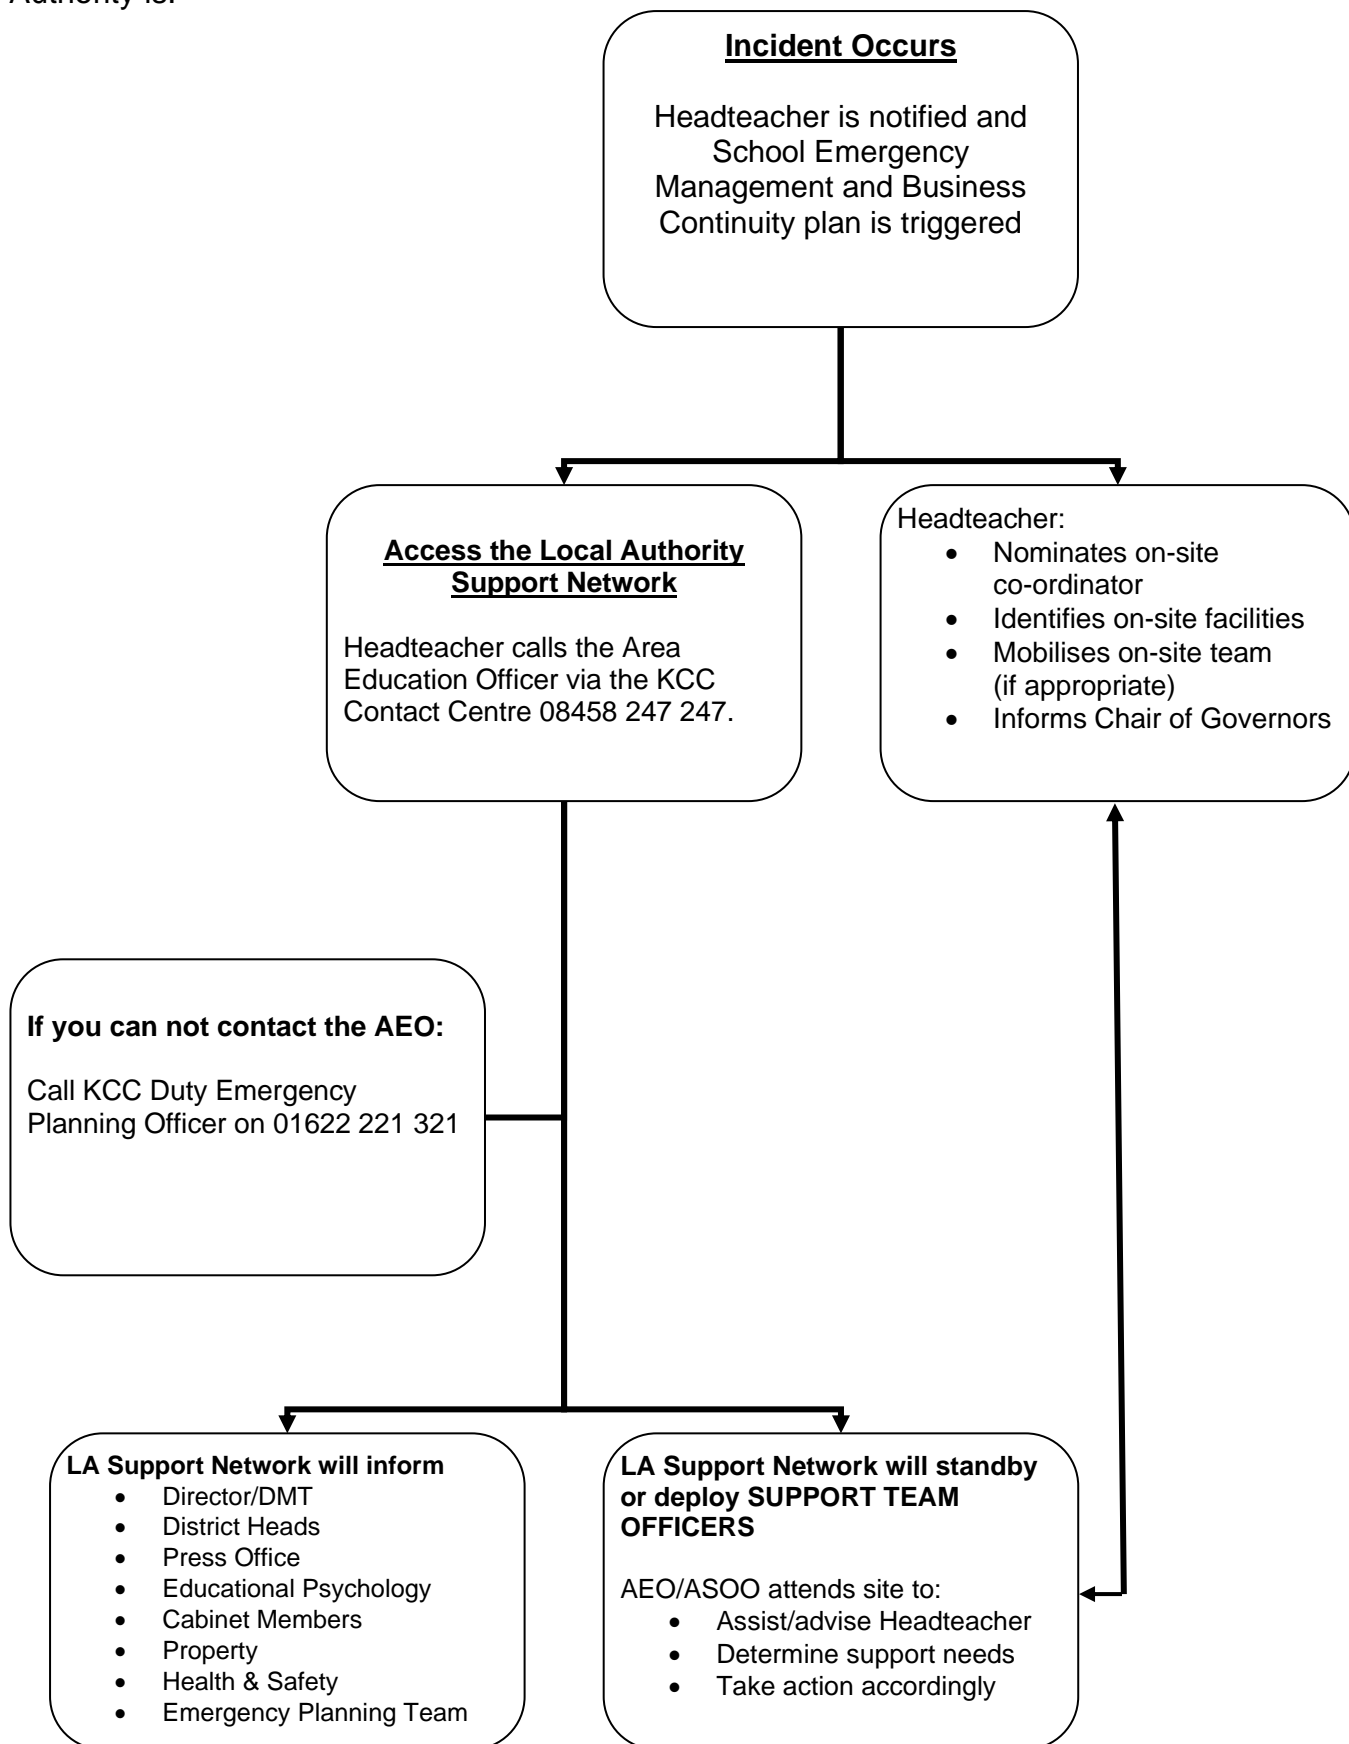 Authority is:
Incident Occurs
Headteacher is notified and
School Emergency
Management and Business
Continuity plan is triggered
Access the Local Authority
Support Network
Headteacher calls the Area
Education Officer via the KCC
Contact Centre 08458 247 247.
Headteacher:
• Nominates on-site
co-ordinator
• Identifies on-site facilities
• Mobilises on-site team
(if appropriate)
• Informs Chair of Governors
If you can not contact the AEO:
Call KCC Duty Emergency
Planning Officer on 01622 221 321
LA Support Network will inform
• Director/DMT
• District Heads
• Press Office
• Educational Psychology
• Cabinet Members
• Property
• Health & Safety
• Emergency Planning Team
LA Support Network will standby
or deploy SUPPORT TEAM
OFFICERS
AEO/ASOO attends site to:
• Assist/advise Headteacher
• Determine support needs
• Take action accordingly